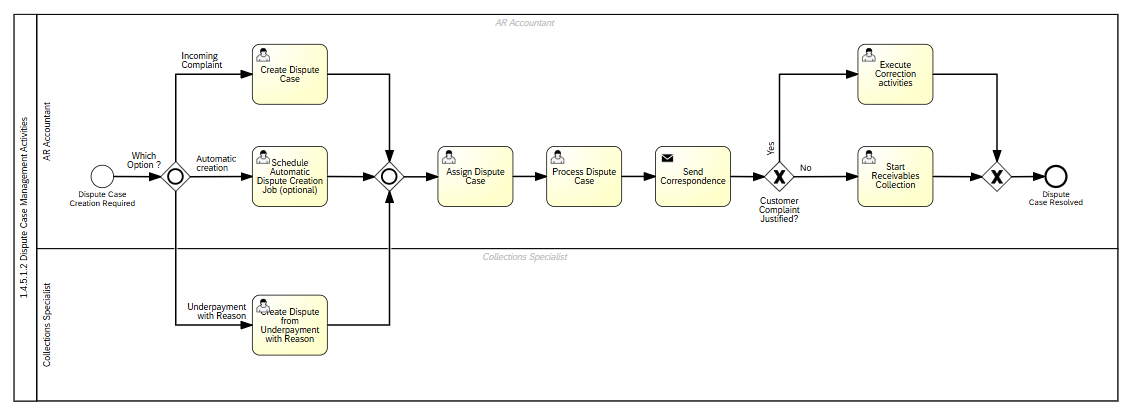 1.4.5.1.2 Dispute Case Management Activities
AR Accountant
AR Accountant
Dispute Case
Creation Required
Which
Option ?
Incoming
Complaint
Create Dispute
Case
Automatic
creation
Schedule
Automatic
Dispute Creation
Job (optional)
Assign Dispute
Case
Process Dispute
Case
Send
Correspondence
Customer
Complaint
Justified?
Yes
Execute
Correction
activities
No
Start
Receivables
Collection
Dispute
Case Resolved
Collections Specialist
Collections Specialist
Underpayment
with Reason
Create Dispute
from
Underpayment
with Reason